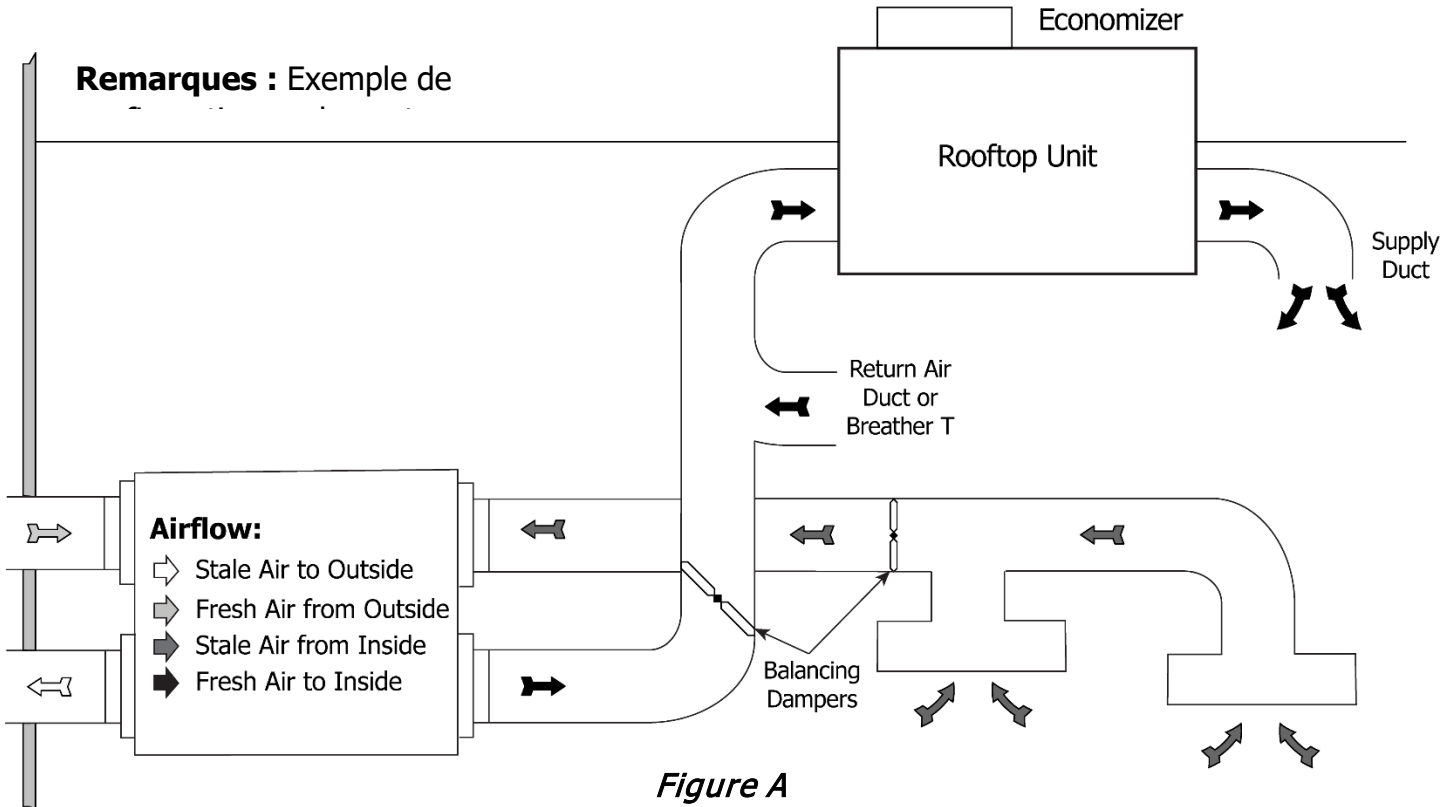 Economizer
Remarques : Exemple de
Rooftop Unit
Supply
Duct
Return Air
Duct or
Breather T
Airflow:
Stale Air to Outside
Fresh Air from Outside
Stale Air from Inside
Fresh Air to Inside
Balancing
Dampers
Figure A